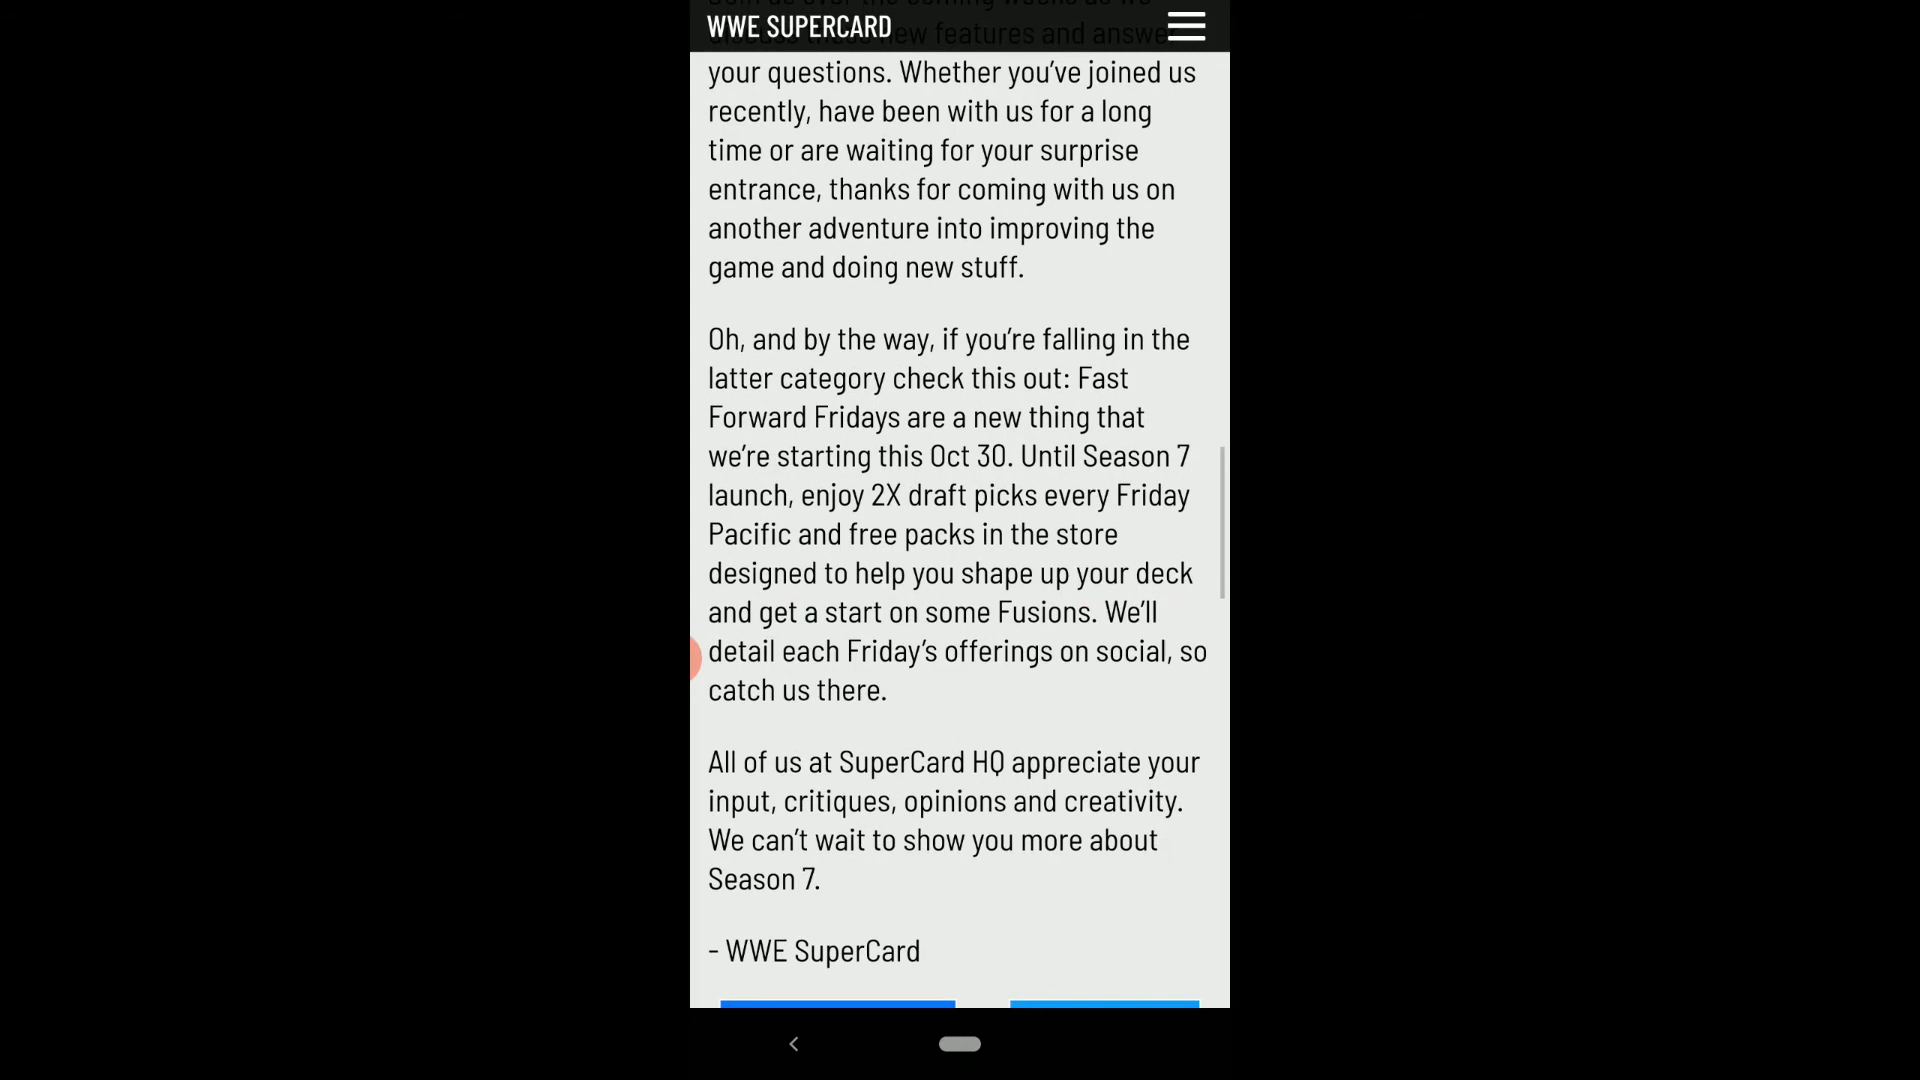 WWE SUPERCARD
new features and answer
your questions. Whether you've joined us
recently, have been with us for a long
time or are waiting for your surprise
entrance, thanks for coming with us on
another adventure into improving the
game and doing new stuff.
Oh, and by the way, if you're falling in the
latter category check this out: Fast
Forward Fridays are a new thing that
we're starting this Oct 30. Until Season 7
launch, enjoy 2X draft picks every Friday
Pacific and free packs in the store
designed to help you shape up your deck
and get a start on some Fusions. We'll
detail each Friday's offerings on social, so
catch us there.
All of us at SuperCard HQ appreciate your
input, critiques, opinions and creativity.
We can't wait to show you more about
Season 7.
- WWE SuperCard